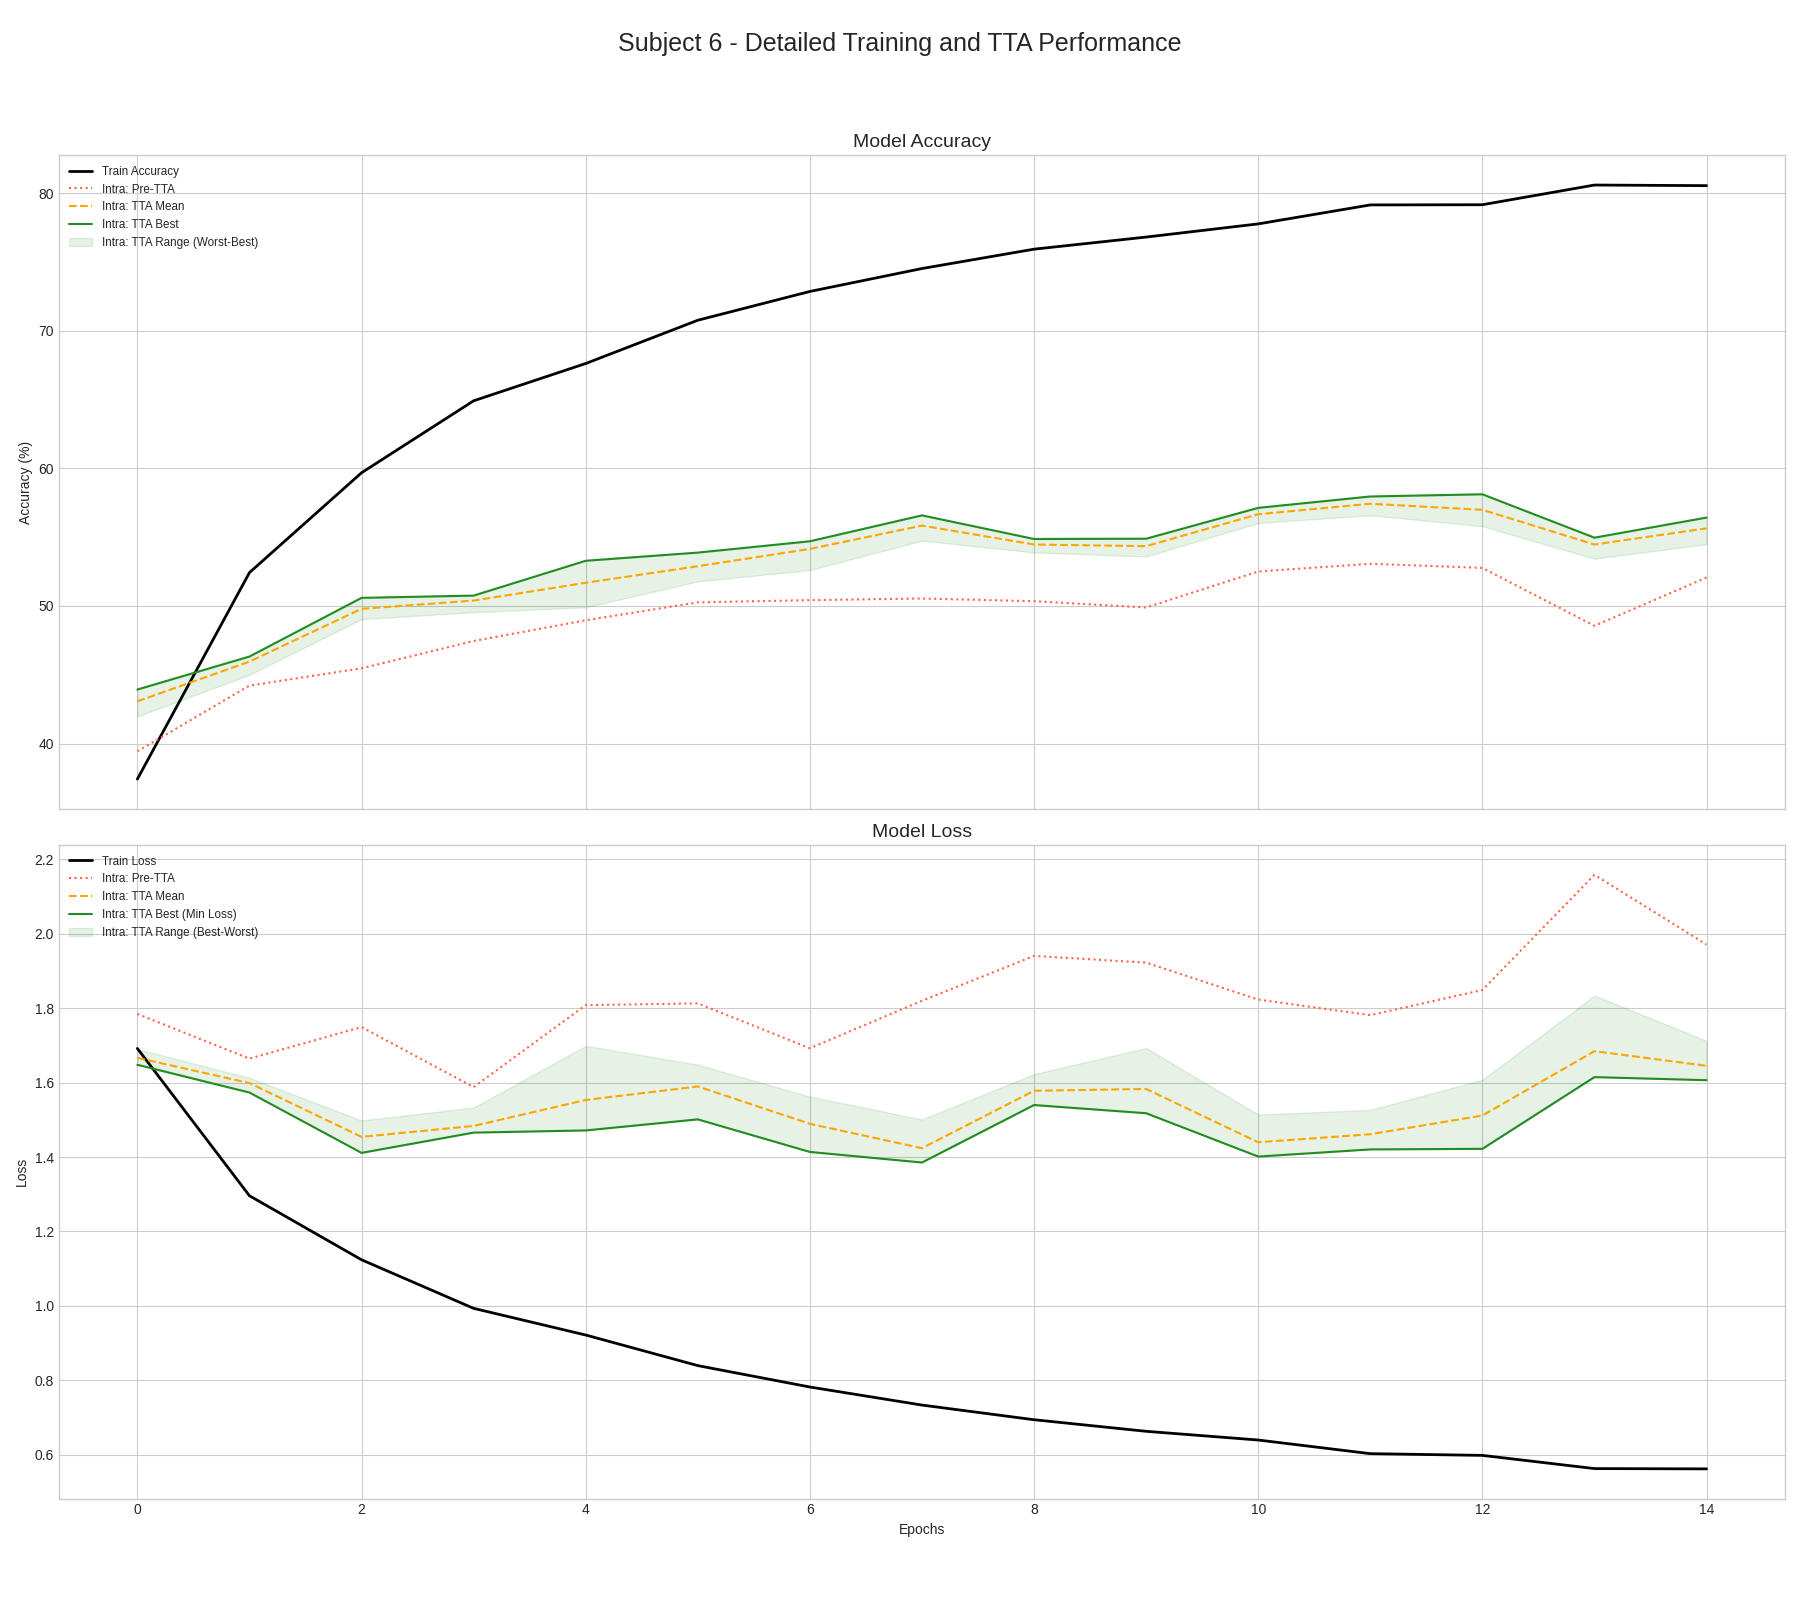 Subject 6 - Detailed Training and TTA Performance
Model Accuracy
Train Accuracy
Intra: Pre-TTA
Intra: TTA Mean
Intra: TTA Best
Intra: TTA Range (Worst-Best)
80
70
60
50
40
Accuracy (%)
Model Loss
Train Loss
Intra: Pre-TTA
Intra: TTA Mean
Intra: TTA Best (Min Loss)
Intra: TTA Range (Best-Worst)
2.2
2.0
1.8
1.6
1.4
1.2
1.0
0.8
0.6
Loss
0 2 4 6 8 10 12 14
Epochs